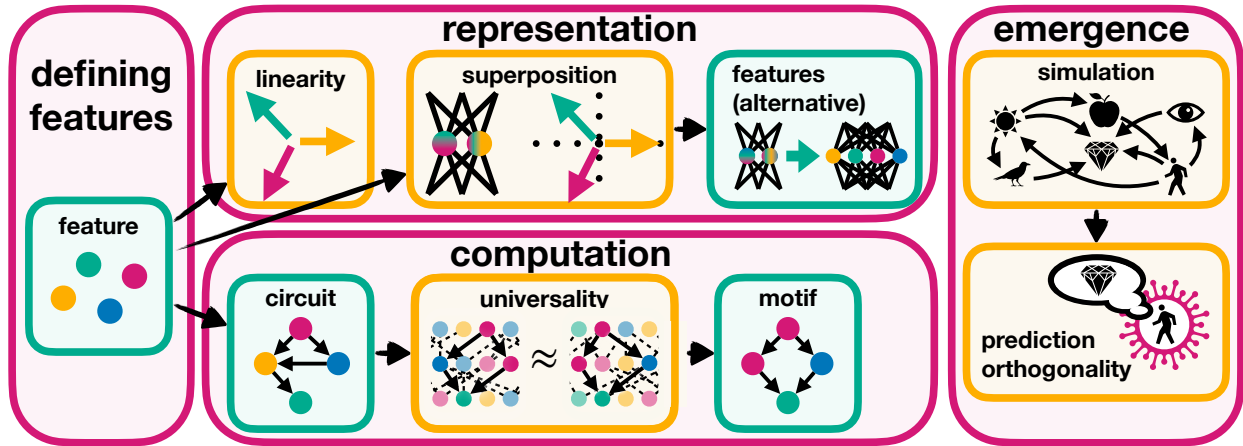 defining
features
feature
representation
linearity
superposition
features
(alternative)
computation
circuit
universality
≈
motif
emergence
simulation
prediction
orthogonality